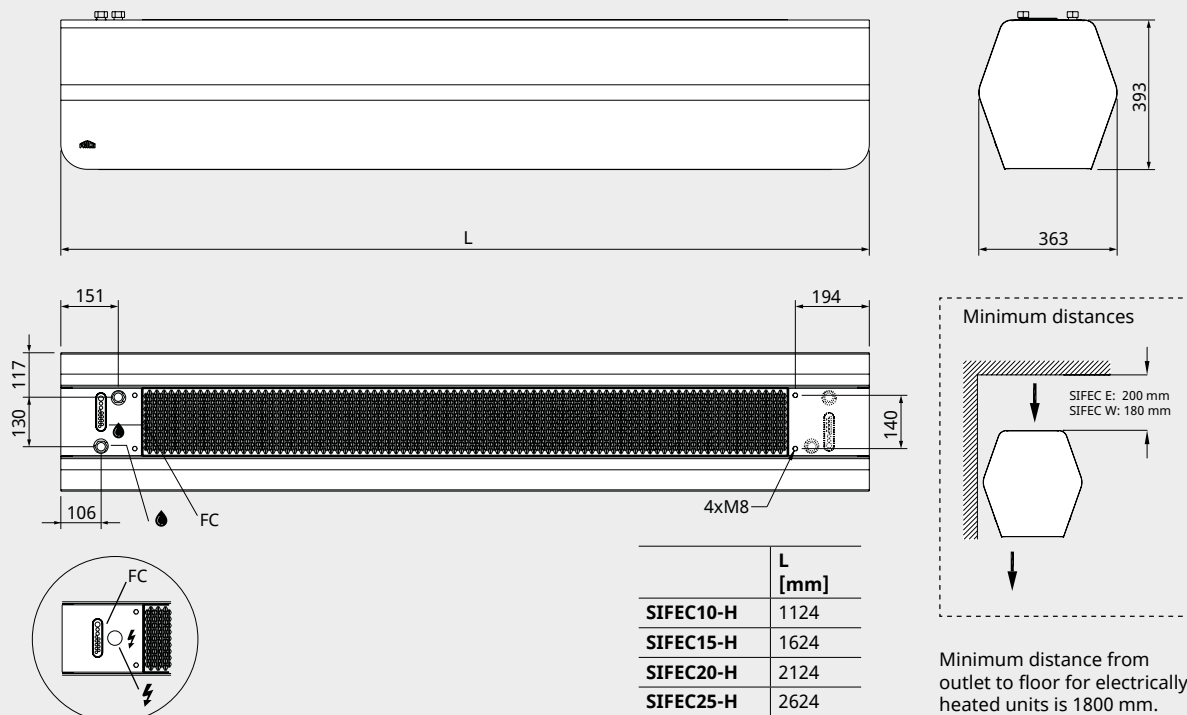 393
L
363
151
194
117
130
140
106
FC
4xM8
FC
Minimum distances
SIFEC E: 200 mm
SIFEC W: 180 mm
L
[mm]
SIFEC10-H 1124
SIFEC15-H 1624
SIFEC20-H 2124
SIFEC25-H 2624
Minimum distance from
outlet to floor for electrically
heated units is 1800 mm.